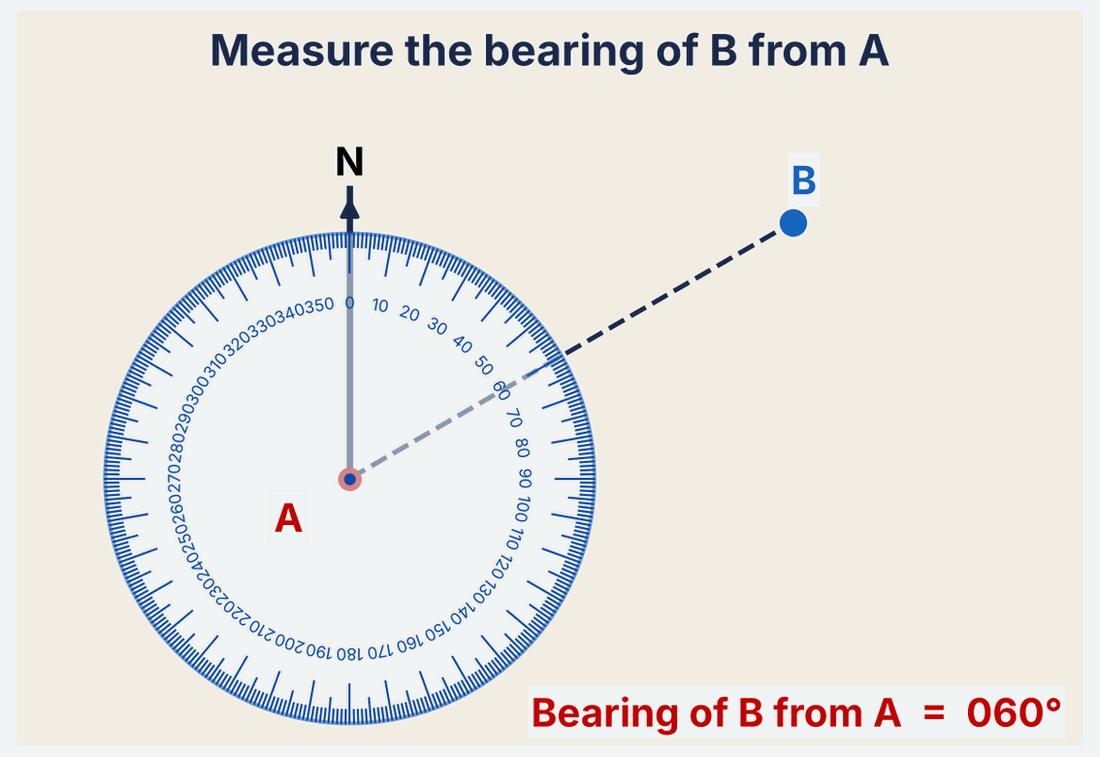 Measure the bearing of B from A
N
B
0 10 20 30 40 50 60 70 80 90 100 110 120 130 140 150 160 170 180 190 200 210 220 230 240 250 260 270 280 290 300 310 320 330 340 350
A
Bearing of B from A = 060°